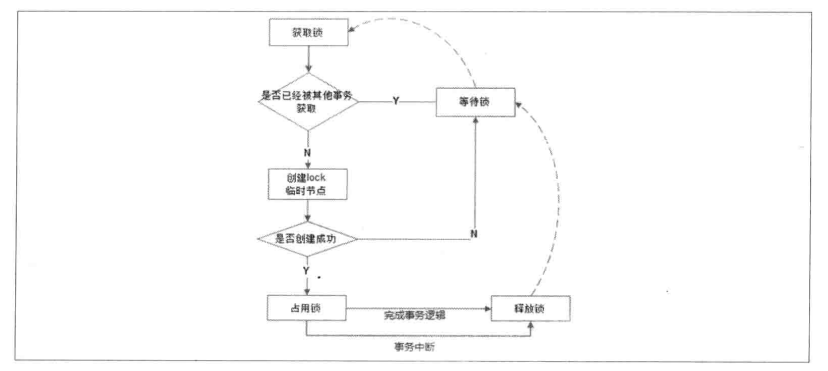 获取锁
是否已经被其他事务
获取
Y
等待锁
N
创建lock
临时节点
是否创建成功
N
Y
占用锁
完成事务逻辑
释放锁
事务中断